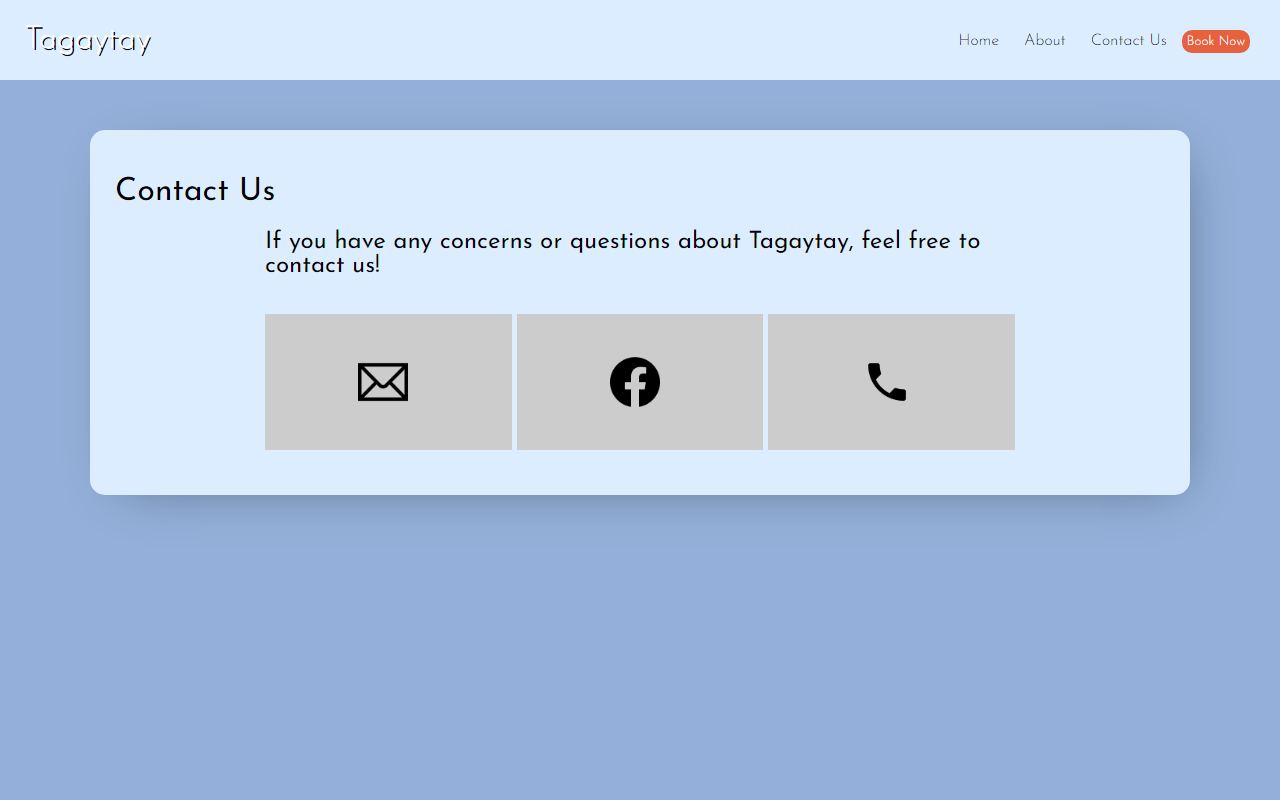 Tagaytay
Home
About
Contact Us
Book Now
Contact Us
If you have any concerns or questions about Tagaytay, feel free to
contact us!